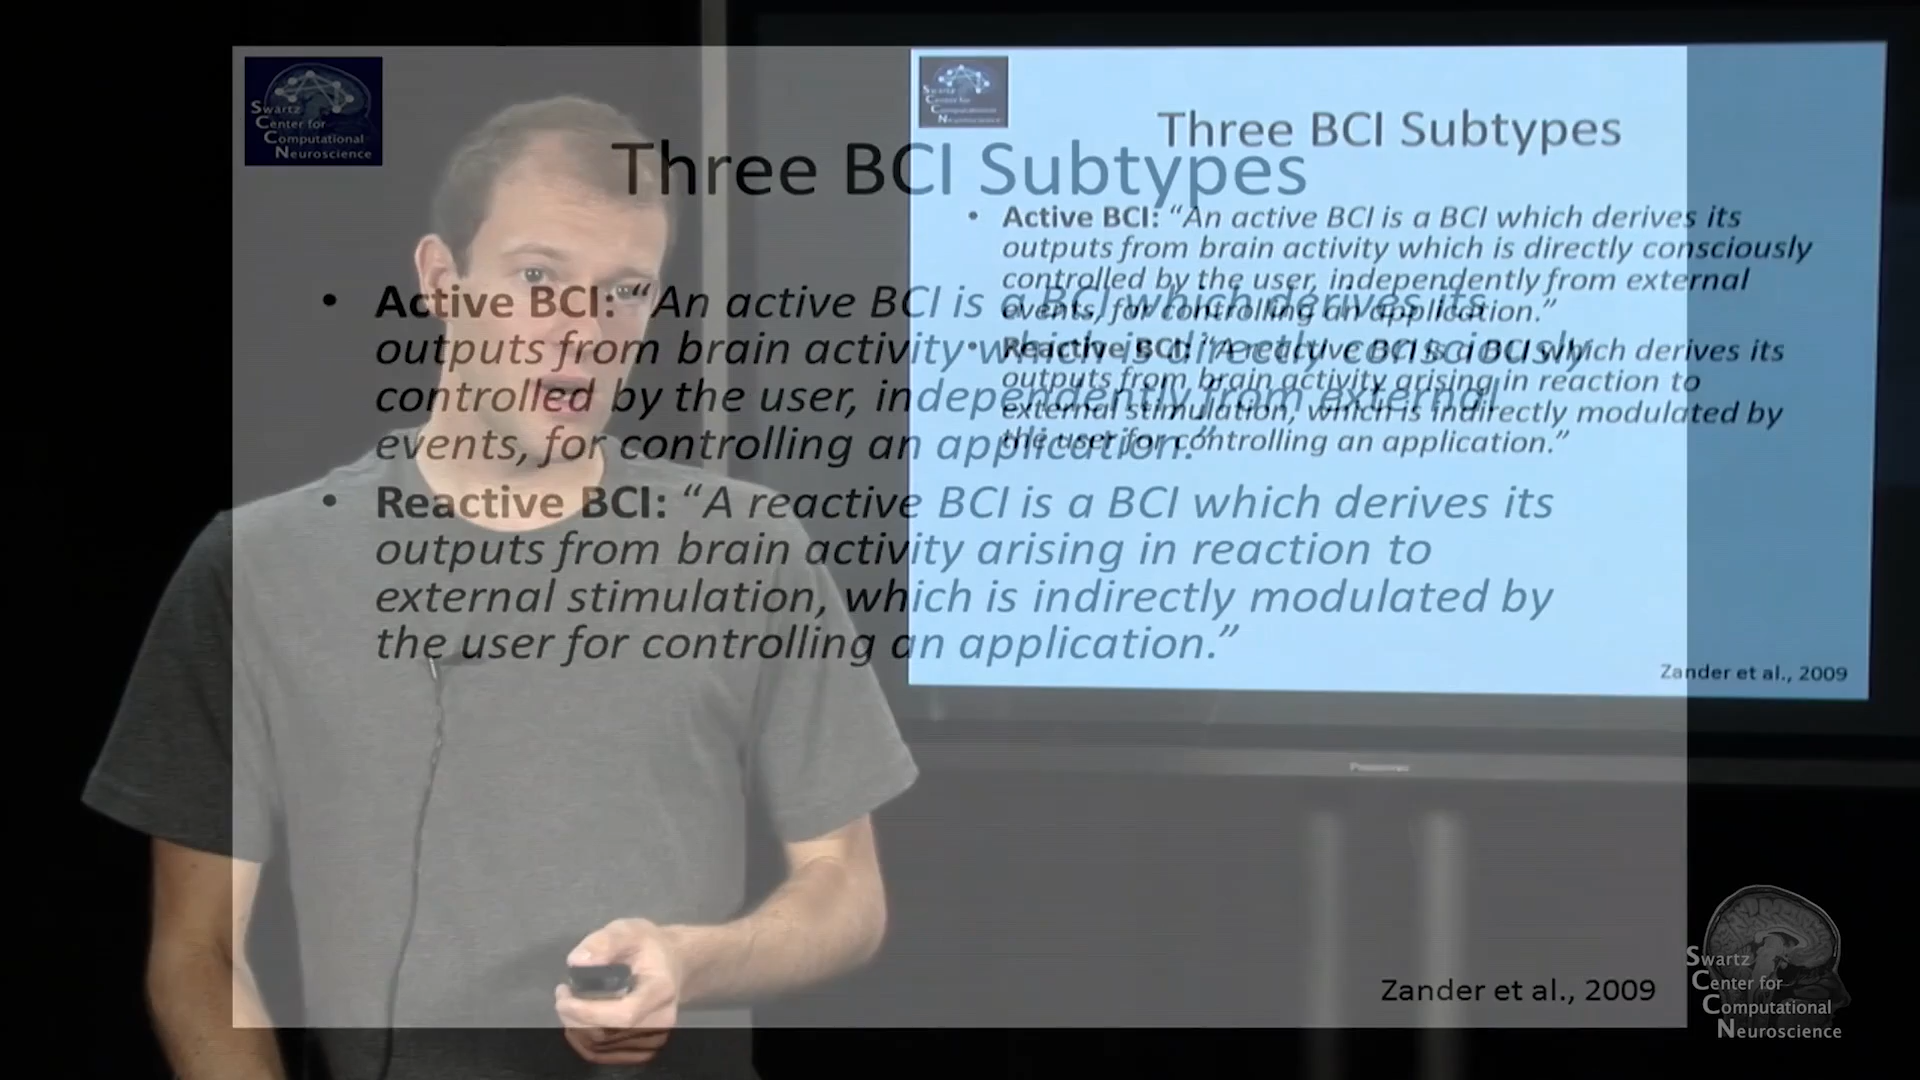 Swartz
Center for
Computational
Neuroscience
Three BCI Subtypes
• Active BCI: “An active BCI is a BCI which derives its
outputs from brain activity which is directly consciously
controlled by the user, independently from external
events, for controlling an application.”
• Reactive BCI: “A reactive BCI is a BCI which derives its
outputs from brain activity arising in reaction to
external stimulation, which is indirectly modulated by
the user for controlling an application.”
Zander et al., 2009
Swartz
Center for
Computational
Neuroscience
Three BCI Subtypes
• Active BCI: “An active BCI is a BCI which derives its
outputs from brain activity which is directly consciously
controlled by the user, independently from external
events, for controlling an application.”
• Reactive BCI: “A reactive BCI is a BCI which derives its
outputs from brain activity arising in reaction to
external stimulation, which is indirectly modulated by
the user for controlling an application.”
Zander et al., 2009
Panasonic
Swartz
Center for
Computational
Neuroscience